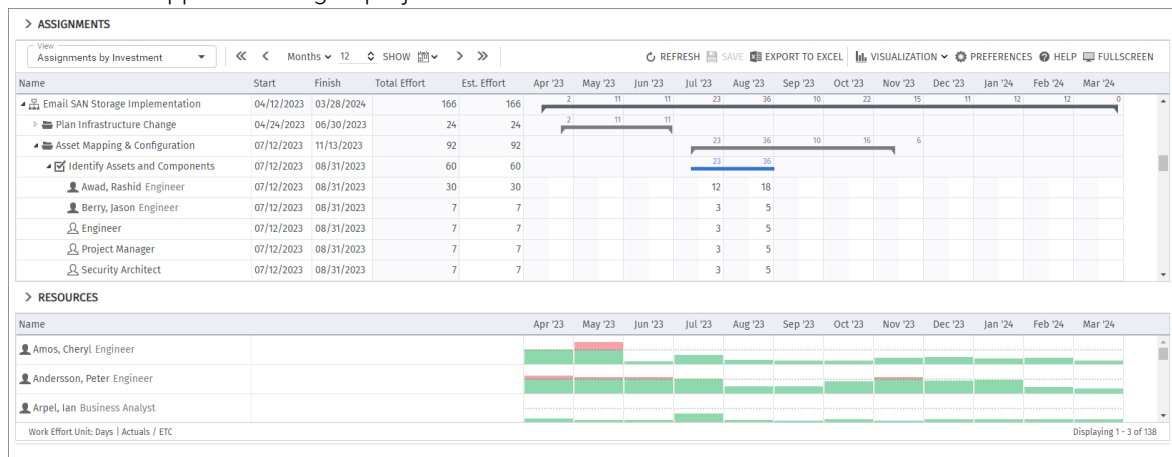 ASSIGNMENTS
View
Assignments by Investment Months 12 SHOW REFRESH SAVE EXPORT TO EXCEL VISUALIZATION PREFERENCES HELP FULLSCREEN
Name Start Finish Total Effort Est. Effort Apr '23 May '23 Jun '23 Jul '23 Aug '23 Sep '23 Oct '23 Nov '23 Dec '23 Jan '24 Feb '24 Mar '24
Email SAN Storage Implementation 04/12/2023 03/28/2024 166 166 2 11 11 23 36 10 22 15 11 12 12 0
Plan Infrastructure Change 04/24/2023 06/30/2023 24 24 2 11 11
Asset Mapping & Configuration 07/12/2023 11/13/2023 92 92 23 36 10 16 6
Identify Assets and Components 07/12/2023 08/31/2023 60 60 23 36
Awad, Rashid Engineer 07/12/2023 08/31/2023 30 30 12 18
Berry, Jason Engineer 07/12/2023 08/31/2023 7 7 3 5
Engineer 07/12/2023 08/31/2023 7 7 3 5
Project Manager 07/12/2023 08/31/2023 7 7 3 5
Security Architect 07/12/2023 08/31/2023 7 7 3 5
RESOURCES
Name Apr '23 May '23 Jun '23 Jul '23 Aug '23 Sep '23 Oct '23 Nov '23 Dec '23 Jan '24 Feb '24 Mar '24
Amos, Cheryl Engineer
Andersson, Peter Engineer
Arpel, Ian Business Analyst
Work Effort Unit: Days | Actuals / ETC Displaying 1 - 3 of 138